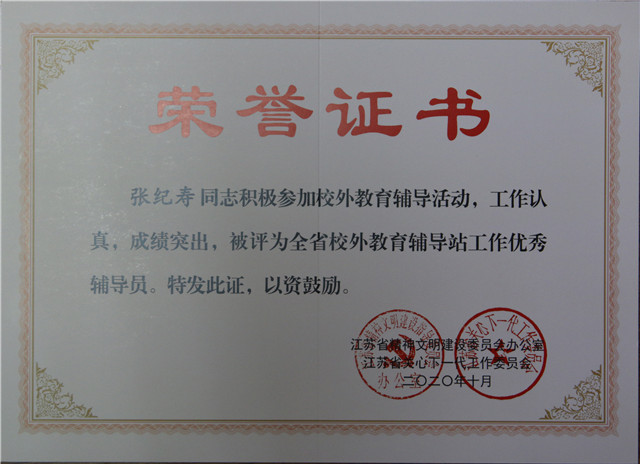 荣誉证书
张纪寿同志积极参加校外教育辅导活动，工作认
真，成绩突出，被评为全省校外教育辅导站工作优秀
辅导员。特发此证，以资鼓励。
江苏省精神文明建设委员会办公室
江苏省关心下一代工作委员会
二〇二〇年十月
办公室